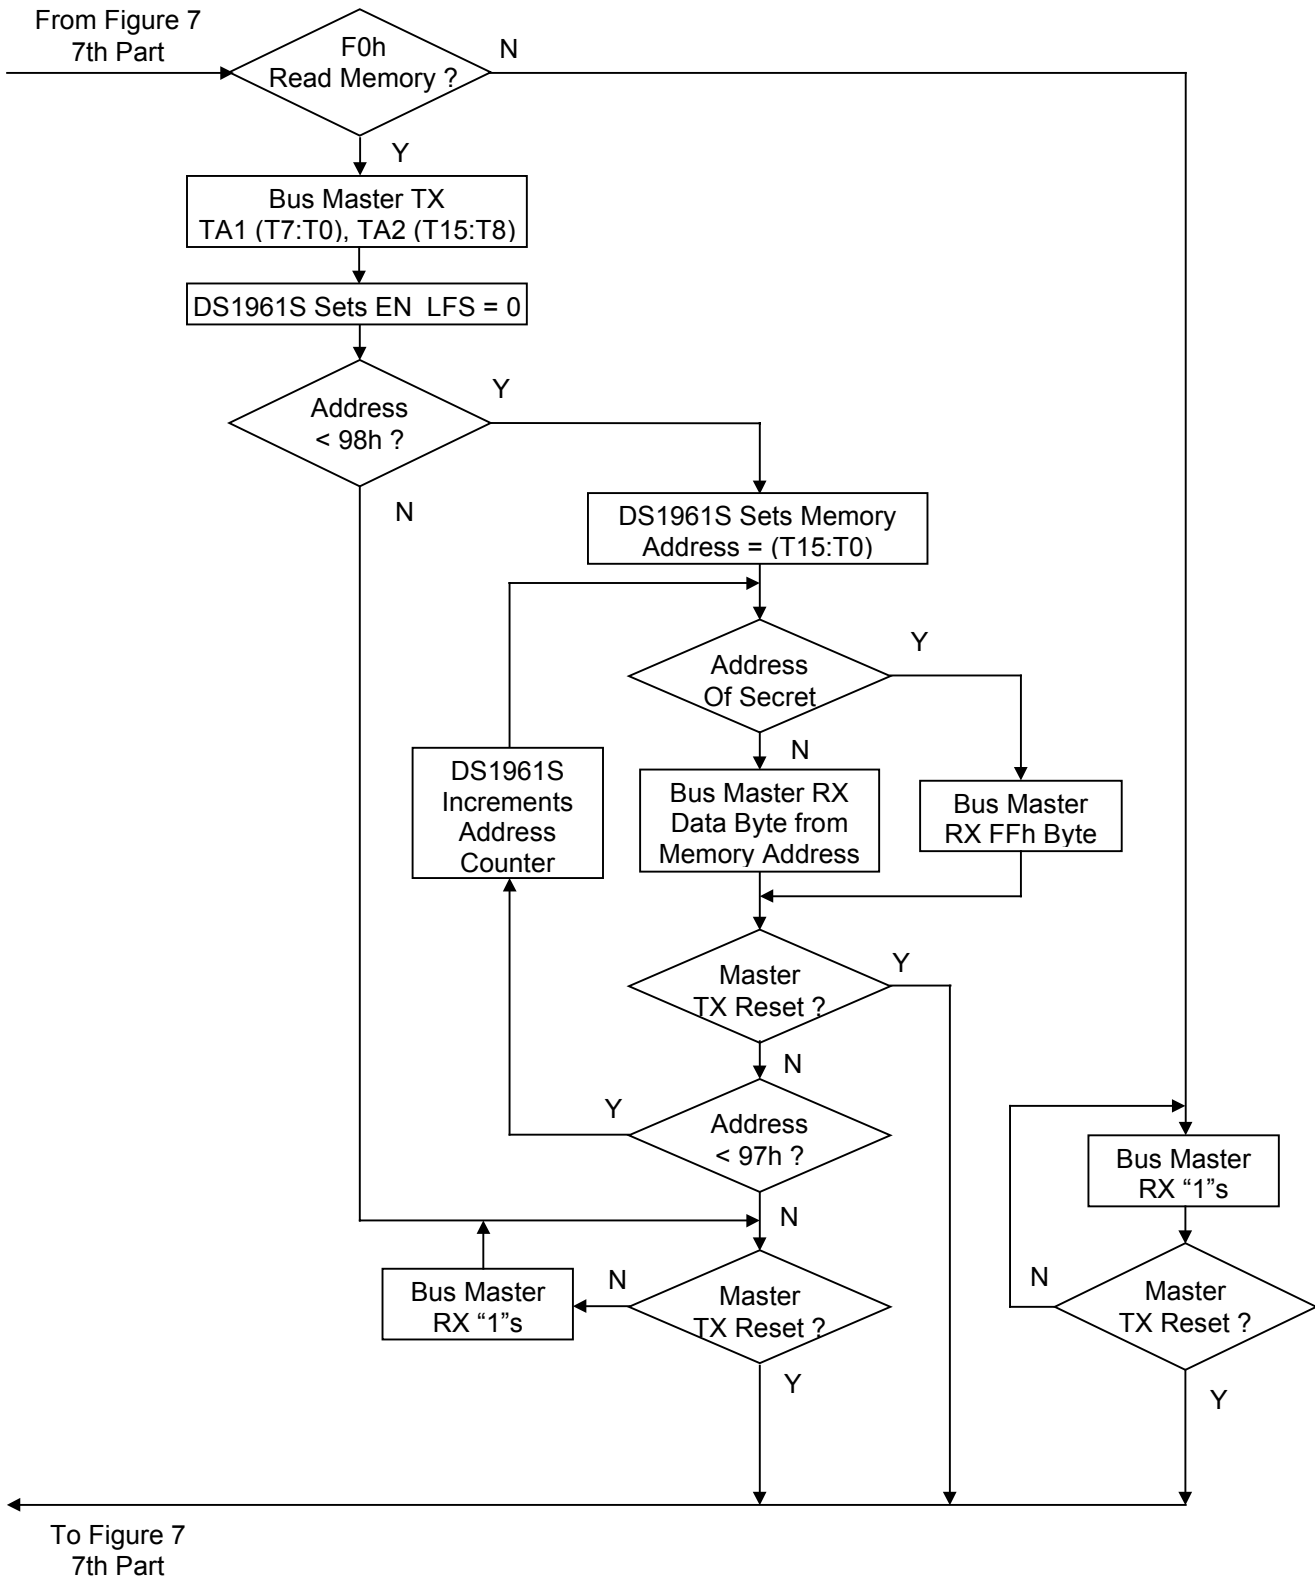 From Figure 7
7th Part
F0h
Read Memory ?
N
Y
Bus Master TX
TA1 (T7:T0), TA2 (T15:T8)
DS1961S Sets EN LFS = 0
Address
< 98h ?
Y
N
DS1961S Sets Memory
Address = (T15:T0)
Address
Of Secret
Y
N
DS1961S
Increments
Address
Counter
Bus Master RX
Data Byte from
Memory Address
Bus Master
RX FFh Byte
Master
TX Reset ?
Y
N
Address
< 97h ?
Y
N
Bus Master
RX “1”s
Master
TX Reset ?
N
Y
Bus Master
RX “1”s
Master
TX Reset ?
N
Y
To Figure 7
7th Part